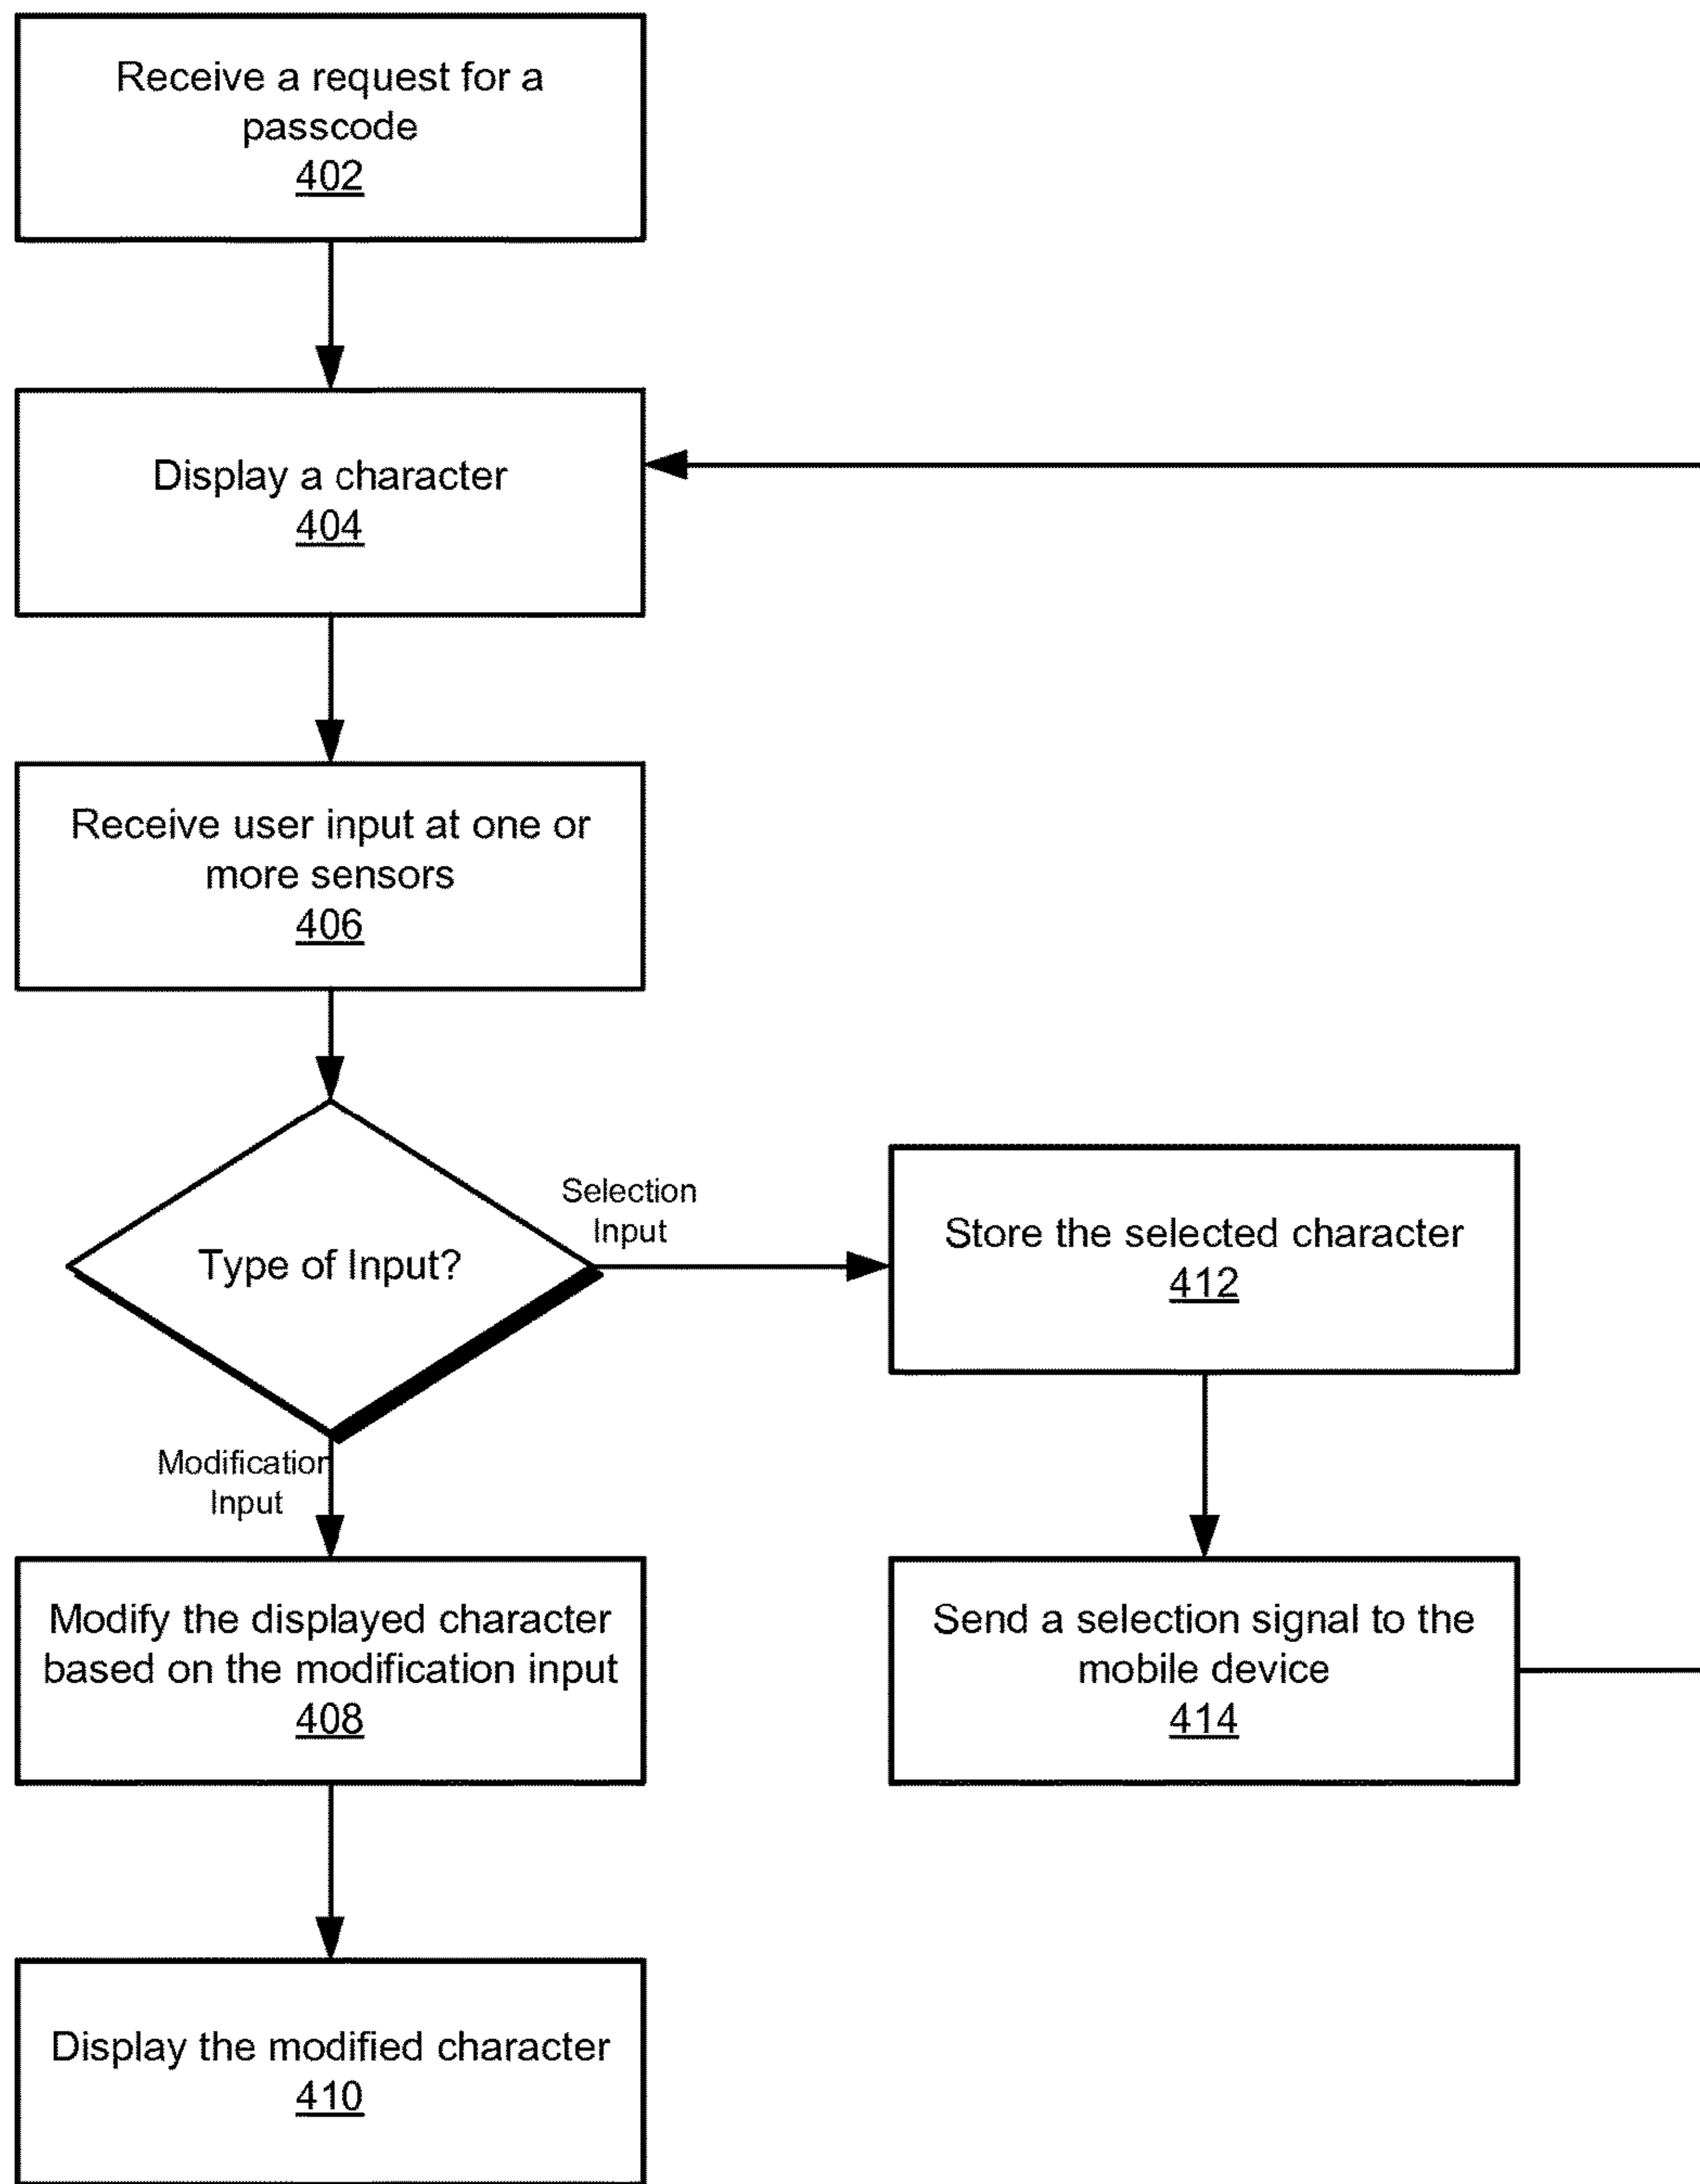 Receive a request for a
passcode
402
Display a character
404
Receive user input at one or
more sensors
406
Type of Input?
Selection
Input
Store the selected character
412
Modification
Input
Modify the displayed character
based on the modification input
408
Send a selection signal to the
mobile device
414
Display the modified character
410